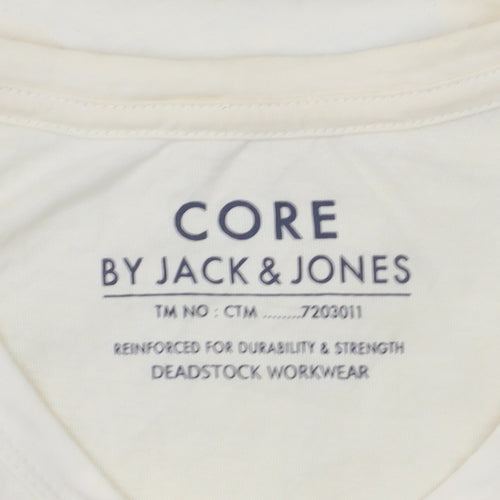 CORE
BY JACK & JONES
TM NO : CTM ........7203011
REINFORCED FOR DURABILITY & STRENGTH
DEADSTOCK WORKWEAR